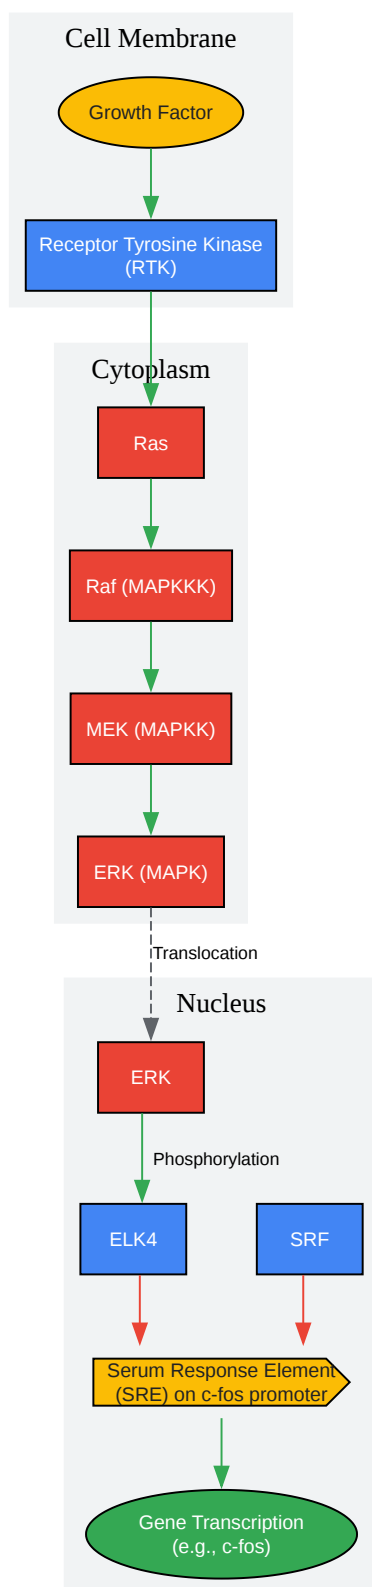 Cell Membrane
Growth Factor
Receptor Tyrosine Kinase
(RTK)
Cytoplasm
Ras
Raf (MAPKKK)
MEK (MAPKK)
ERK (MAPK)
Translocation
Nucleus
ERK
Phosphorylation
ELK4
SRF
Serum Response Element
(SRE) on c-fos promoter
Gene Transcription
(e.g., c-fos)